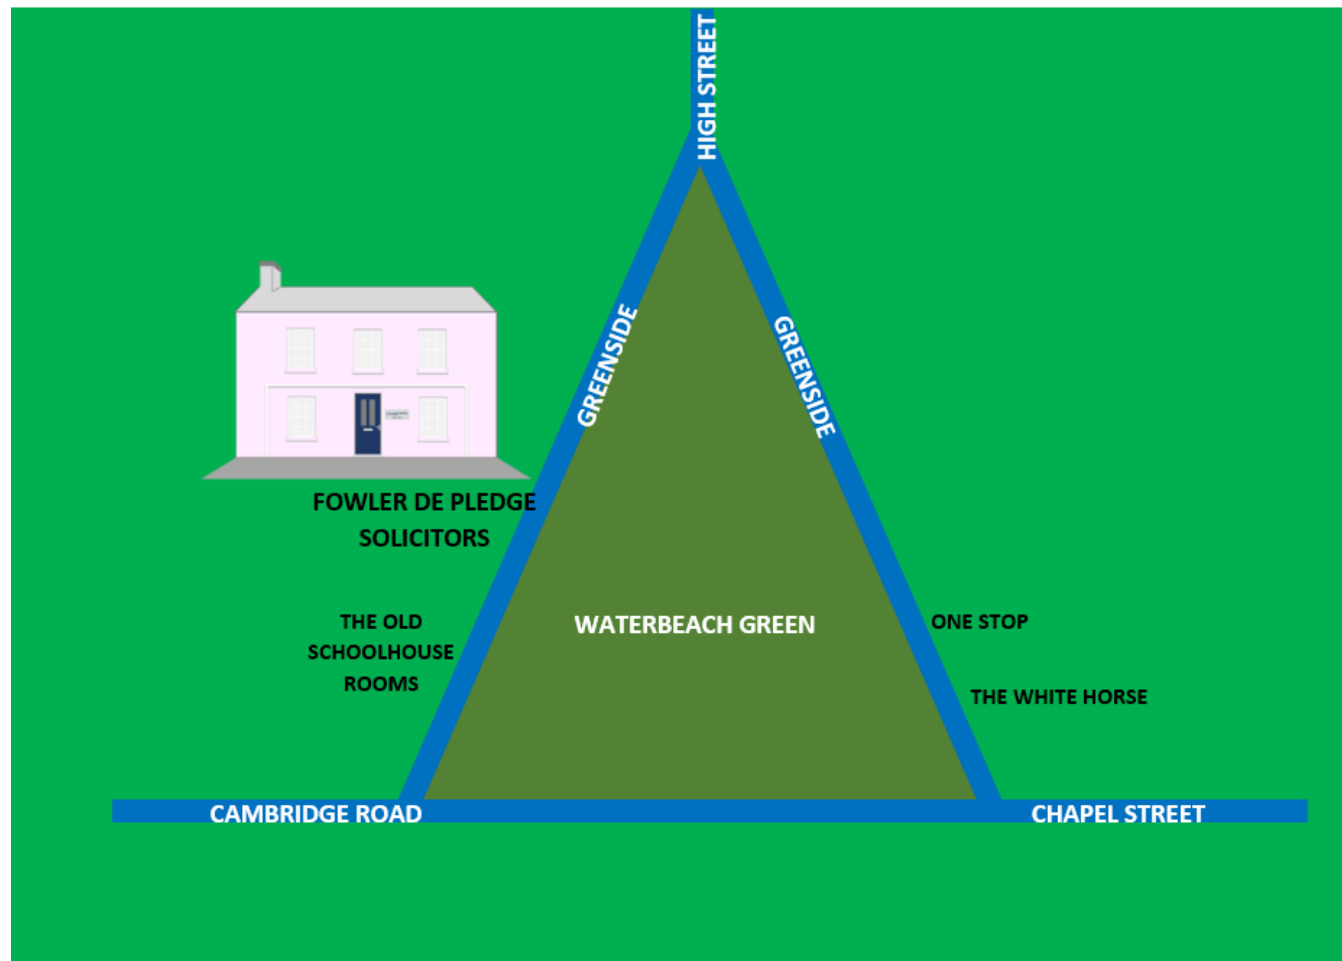 HIGH STREET
GREENSIDE
GREENSIDE
FOWLER DE PLEDGE
SOLICITORS
THE OLD
SCHOOLHOUSE
ROOMS
WATERBEACH GREEN
ONE STOP
THE WHITE HORSE
CAMBRIDGE ROAD
CHAPEL STREET